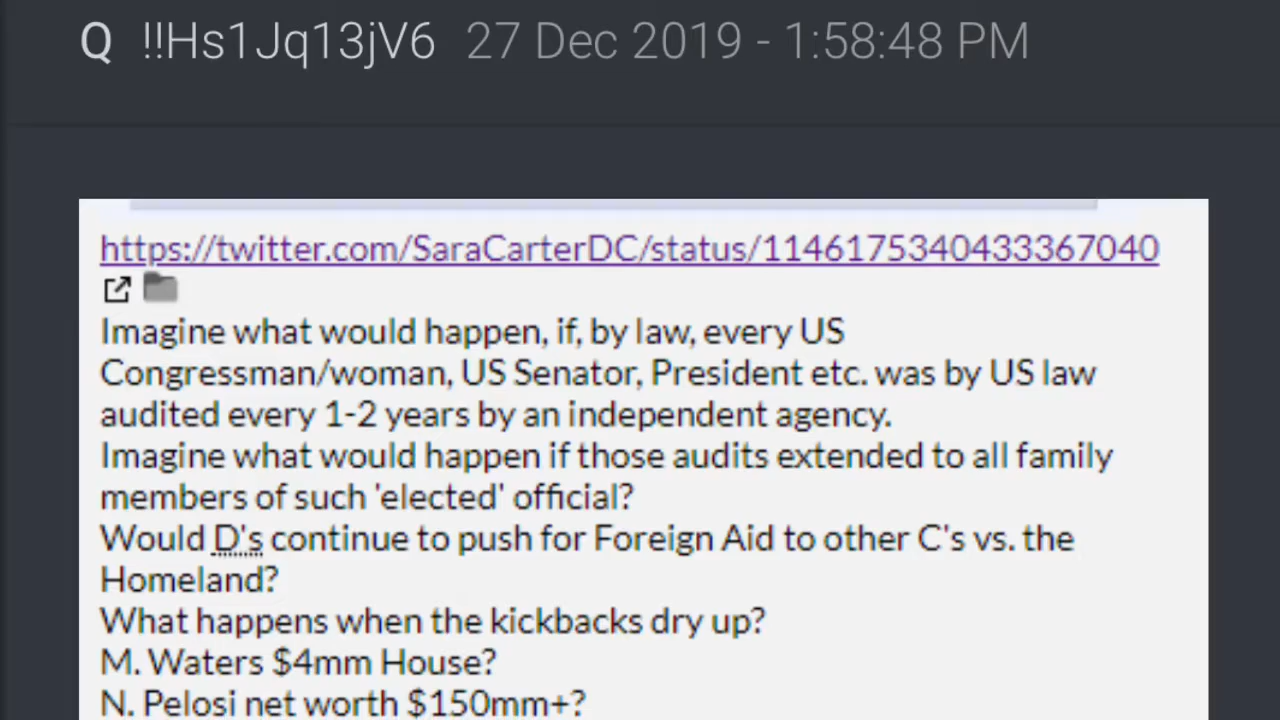 Q !!Hs1Jq13jV6 27 Dec 2019 - 1:58:48 PM
https://twitter.com/SaraCarterDC/status/1146175340433367040
Imagine what would happen, if, by law, every US
Congressman/woman, US Senator, President etc. was by US law
audited every 1-2 years by an independent agency.
Imagine what would happen if those audits extended to all family
members of such 'elected' official?
Would D's continue to push for Foreign Aid to other C's vs. the
Homeland?
What happens when the kickbacks dry up?
M. Waters $4mm House?
N. Pelosi net worth $150mm+?